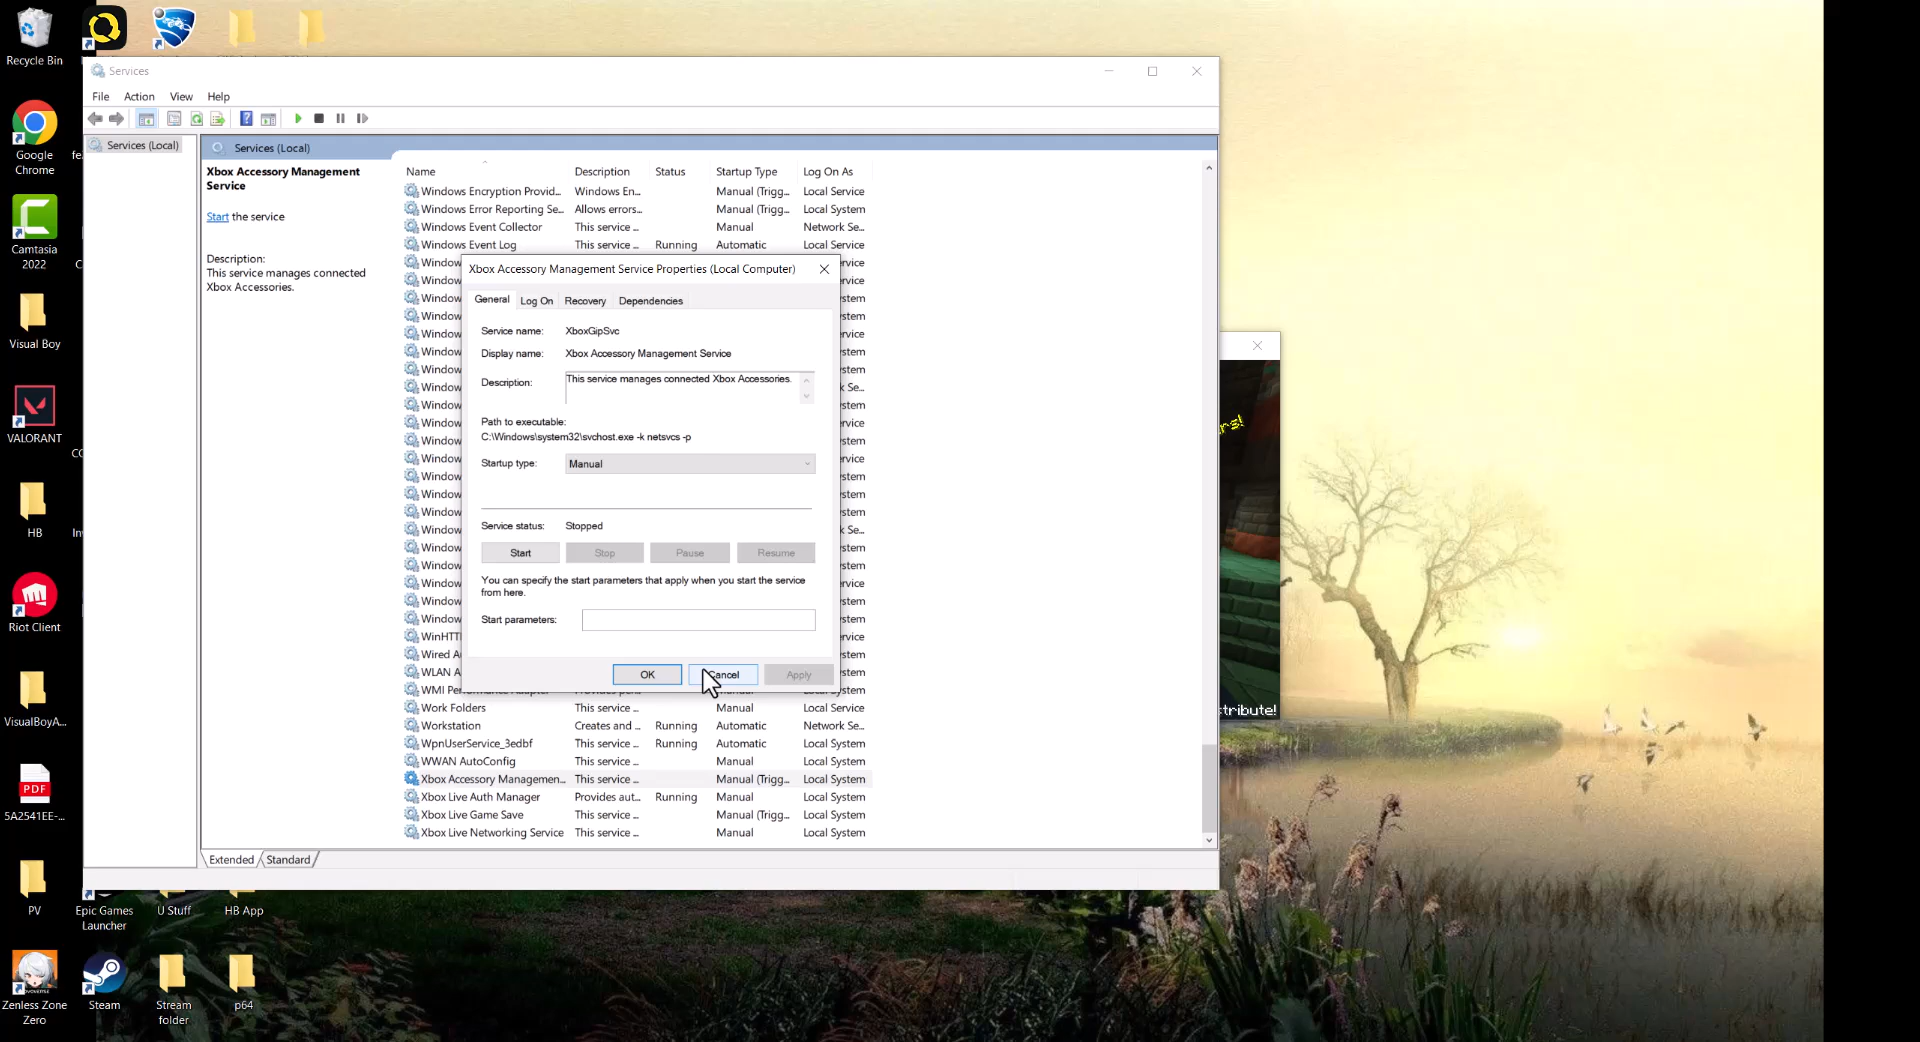 Recycle Bin
Google Chrome
Camtasia 2022
Visual Boy
VALORANT
HB
Riot Client
VisualBoyA...
PDF
5A2541EE-...
PV
Epic Games Launcher
U Stuff
HB App
Zenless Zone Zero
Steam
Stream folder
p64
Services
File Action View Help
Services (Local)
Services (Local)
Xbox Accessory Management Service
Start the service
Description:
This service manages connected Xbox Accessories.
Name Description Status Startup Type Log On As
Windows Encryption Provid... Windows En... Manual (Trigg... Local Service
Windows Error Reporting Se... Allows errors... Manual (Trigg... Local System
Windows Event Collector This service ... Manual Network Se...
Windows Event Log This service ... Running Automatic Local Service
Xbox Accessory Management Service Properties (Local Computer)
General Log On Recovery Dependencies
Service name: XboxGipSvc
Display name: Xbox Accessory Management Service
Description: This service manages connected Xbox Accessories.
Path to executable:
C:\Windows\system32\svchost.exe -k netsvcs -p
Startup type: Manual
Service status: Stopped
Start Stop Pause Resume
You can specify the start parameters that apply when you start the service
from here.
Start parameters:
OK Cancel Apply
Work Folders This service ... Manual Local Service
Workstation Creates and ... Running Automatic Network Se...
WpnUserService_3edbf This service ... Running Automatic Local System
WWAN AutoConfig This service ... Manual Local System
Xbox Accessory Managemen... This service ... Manual (Trigg... Local System
Xbox Live Auth Manager Provides aut... Running Manual Local System
Xbox Live Game Save This service ... Manual (Trigg... Local System
Xbox Live Networking Service This service ... Manual Local System
Extended Standard